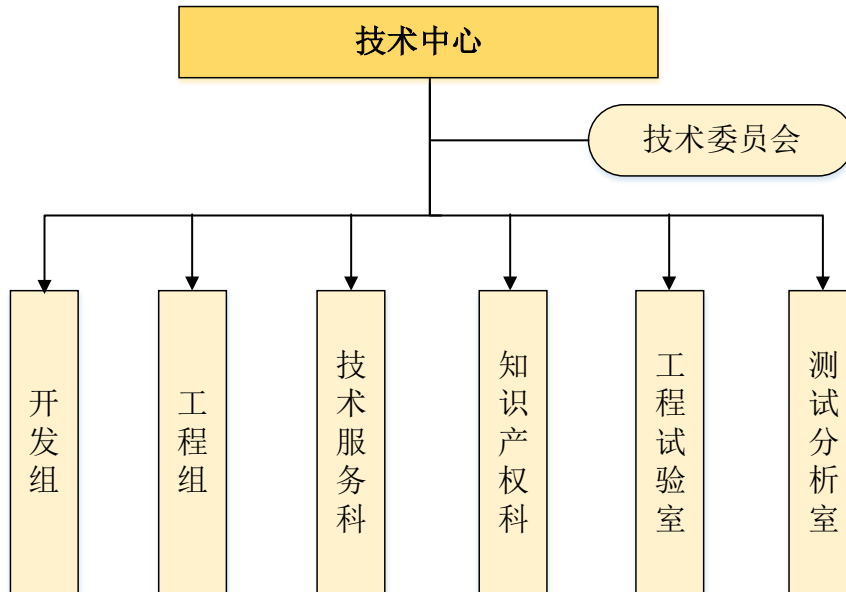 技术中心
技术委员会
开发组
工程组
技术服务科
知识产权科
工程试验室
测试分析室